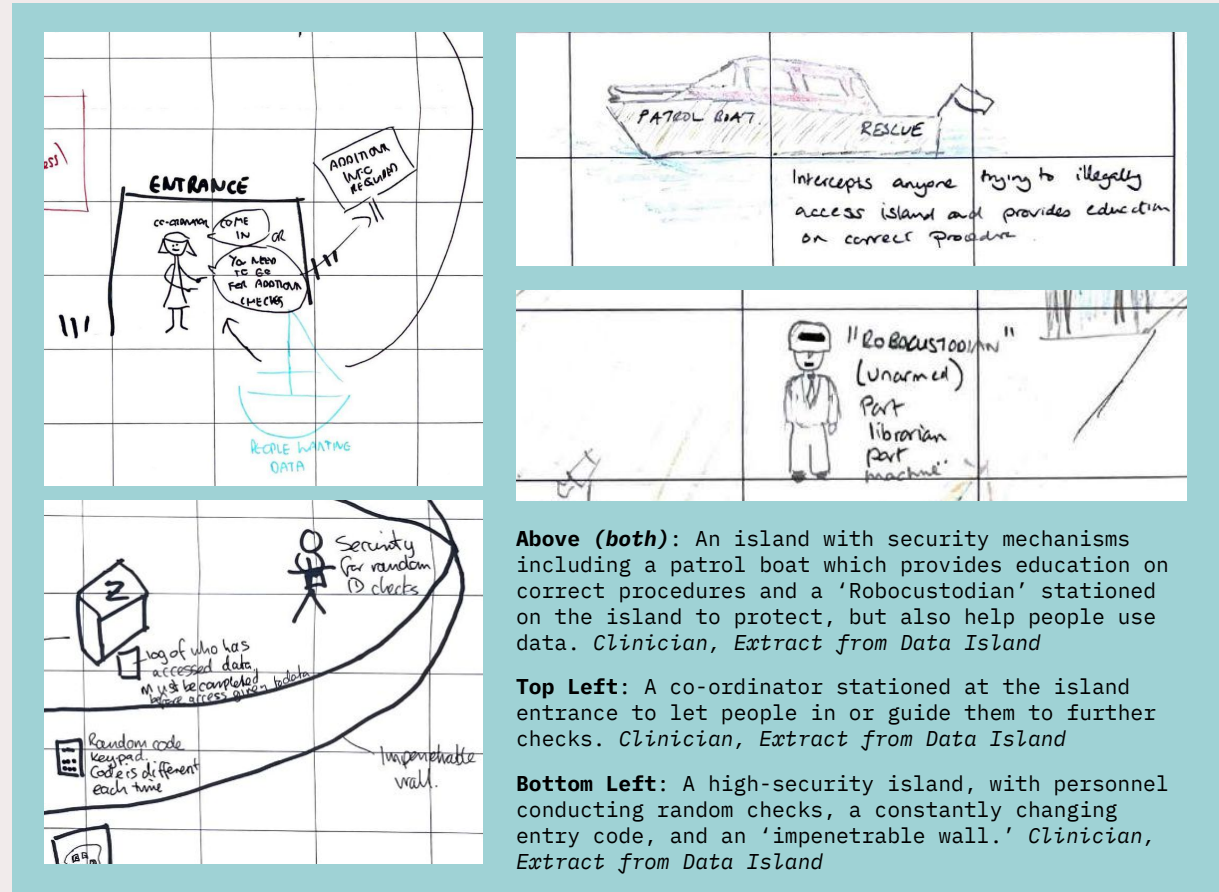 ess)
ENTRANCE
CO-ORDINATOR
COME
IN
OR
YOU NEED
TO GO
FOR ADDITIONAL
CHECKS
ADDITIONAL
INFO
REQUIRED
PEOPLE WANTING
DATA
PATROL BOAT
RESCUE
Intercepts anyone trying to illegally
access island and provides education
on correct procedure.
"ROBOCUSTODIAN"
(unarmed)
Part
librarian
part
machine"
Z
Security
for random
ID checks
Log of who has
accessed data.
Must be completed
before access given to data
Random code
keypad.
Code is different
each time
Impenetrable
wall.
Above (both): An island with security mechanisms
including a patrol boat which provides education on
correct procedures and a ‘Robocustodian’ stationed
on the island to protect, but also help people use
data. Clinician, Extract from Data Island
Top Left: A co-ordinator stationed at the island
entrance to let people in or guide them to further
checks. Clinician, Extract from Data Island
Bottom Left: A high-security island, with personnel
conducting random checks, a constantly changing
entry code, and an ‘impenetrable wall.’ Clinician,
Extract from Data Island